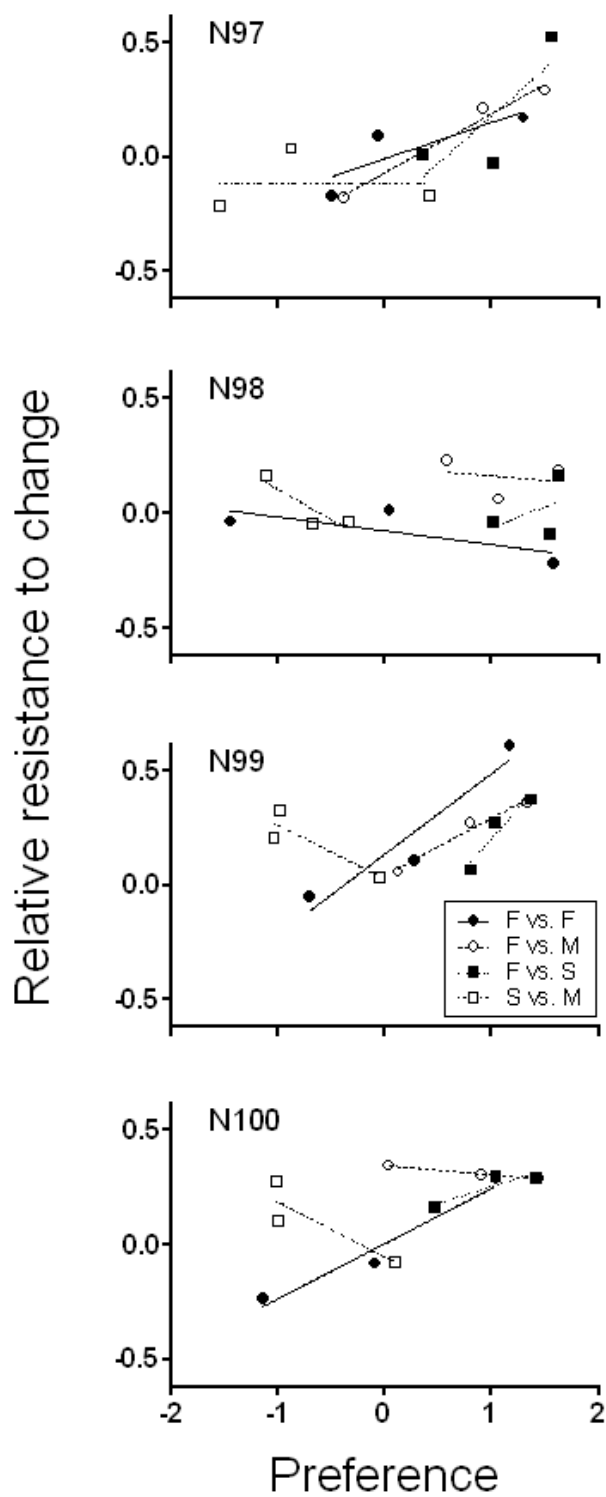 Relative resistance to change
N97
0.5
0.0
-0.5
N98
0.5
0.0
-0.5
N99
0.5
0.0
-0.5
F vs. F
F vs. M
F vs. S
S vs. M
N100
0.5
0.0
-0.5
-2 -1 0 1 2
Preference